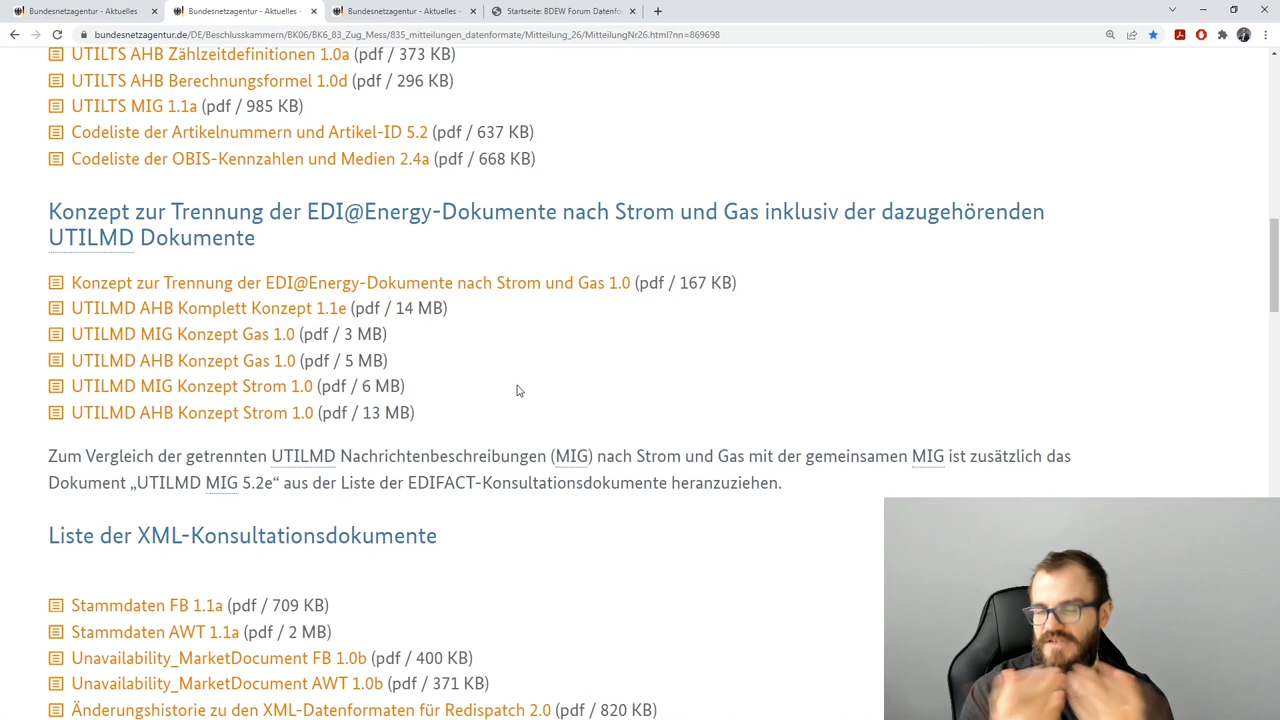 Bundesnetzagentur - Aktuelles
Bundesnetzagentur - Aktuelles -
Bundesnetzagentur - Aktuelles -
Startseite: BDEW Forum Datenfo
bundesnetzagentur.de/DE/Beschlusskammern/BK06/BK6_83_Zug_Mess/835_mitteilungen_datenformate/Mitteilung_26/MitteilungNr26.html?nn=869698
UTILTS AHB Zählzeitdefinitionen 1.0a (pdf / 373 KB)
UTILTS AHB Berechnungsformel 1.0d (pdf / 296 KB)
UTILTS MIG 1.1a (pdf / 985 KB)
Codeliste der Artikelnummern und Artikel-ID 5.2 (pdf / 637 KB)
Codeliste der OBIS-Kennzahlen und Medien 2.4a (pdf / 668 KB)
Konzept zur Trennung der EDI@Energy-Dokumente nach Strom und Gas inklusiv der dazugehörenden
UTILMD Dokumente
Konzept zur Trennung der EDI@Energy-Dokumente nach Strom und Gas 1.0 (pdf / 167 KB)
UTILMD AHB Komplett Konzept 1.1e (pdf / 14 MB)
UTILMD MIG Konzept Gas 1.0 (pdf / 3 MB)
UTILMD AHB Konzept Gas 1.0 (pdf / 5 MB)
UTILMD MIG Konzept Strom 1.0 (pdf / 6 MB)
UTILMD AHB Konzept Strom 1.0 (pdf / 13 MB)
Zum Vergleich der getrennten UTILMD Nachrichtenbeschreibungen (MIG) nach Strom und Gas mit der gemeinsamen MIG ist zusätzlich das
Dokument „UTILMD MIG 5.2e“ aus der Liste der EDIFACT-Konsultationsdokumente heranzuziehen.
Liste der XML-Konsultationsdokumente
Stammdaten FB 1.1a (pdf / 709 KB)
Stammdaten AWT 1.1a (pdf / 2 MB)
Unavailability_MarketDocument FB 1.0b (pdf / 400 KB)
Unavailability_MarketDocument AWT 1.0b (pdf / 371 KB)
Änderungshistorie zu den XML-Datenformaten für Redispatch 2.0 (pdf / 820 KB)